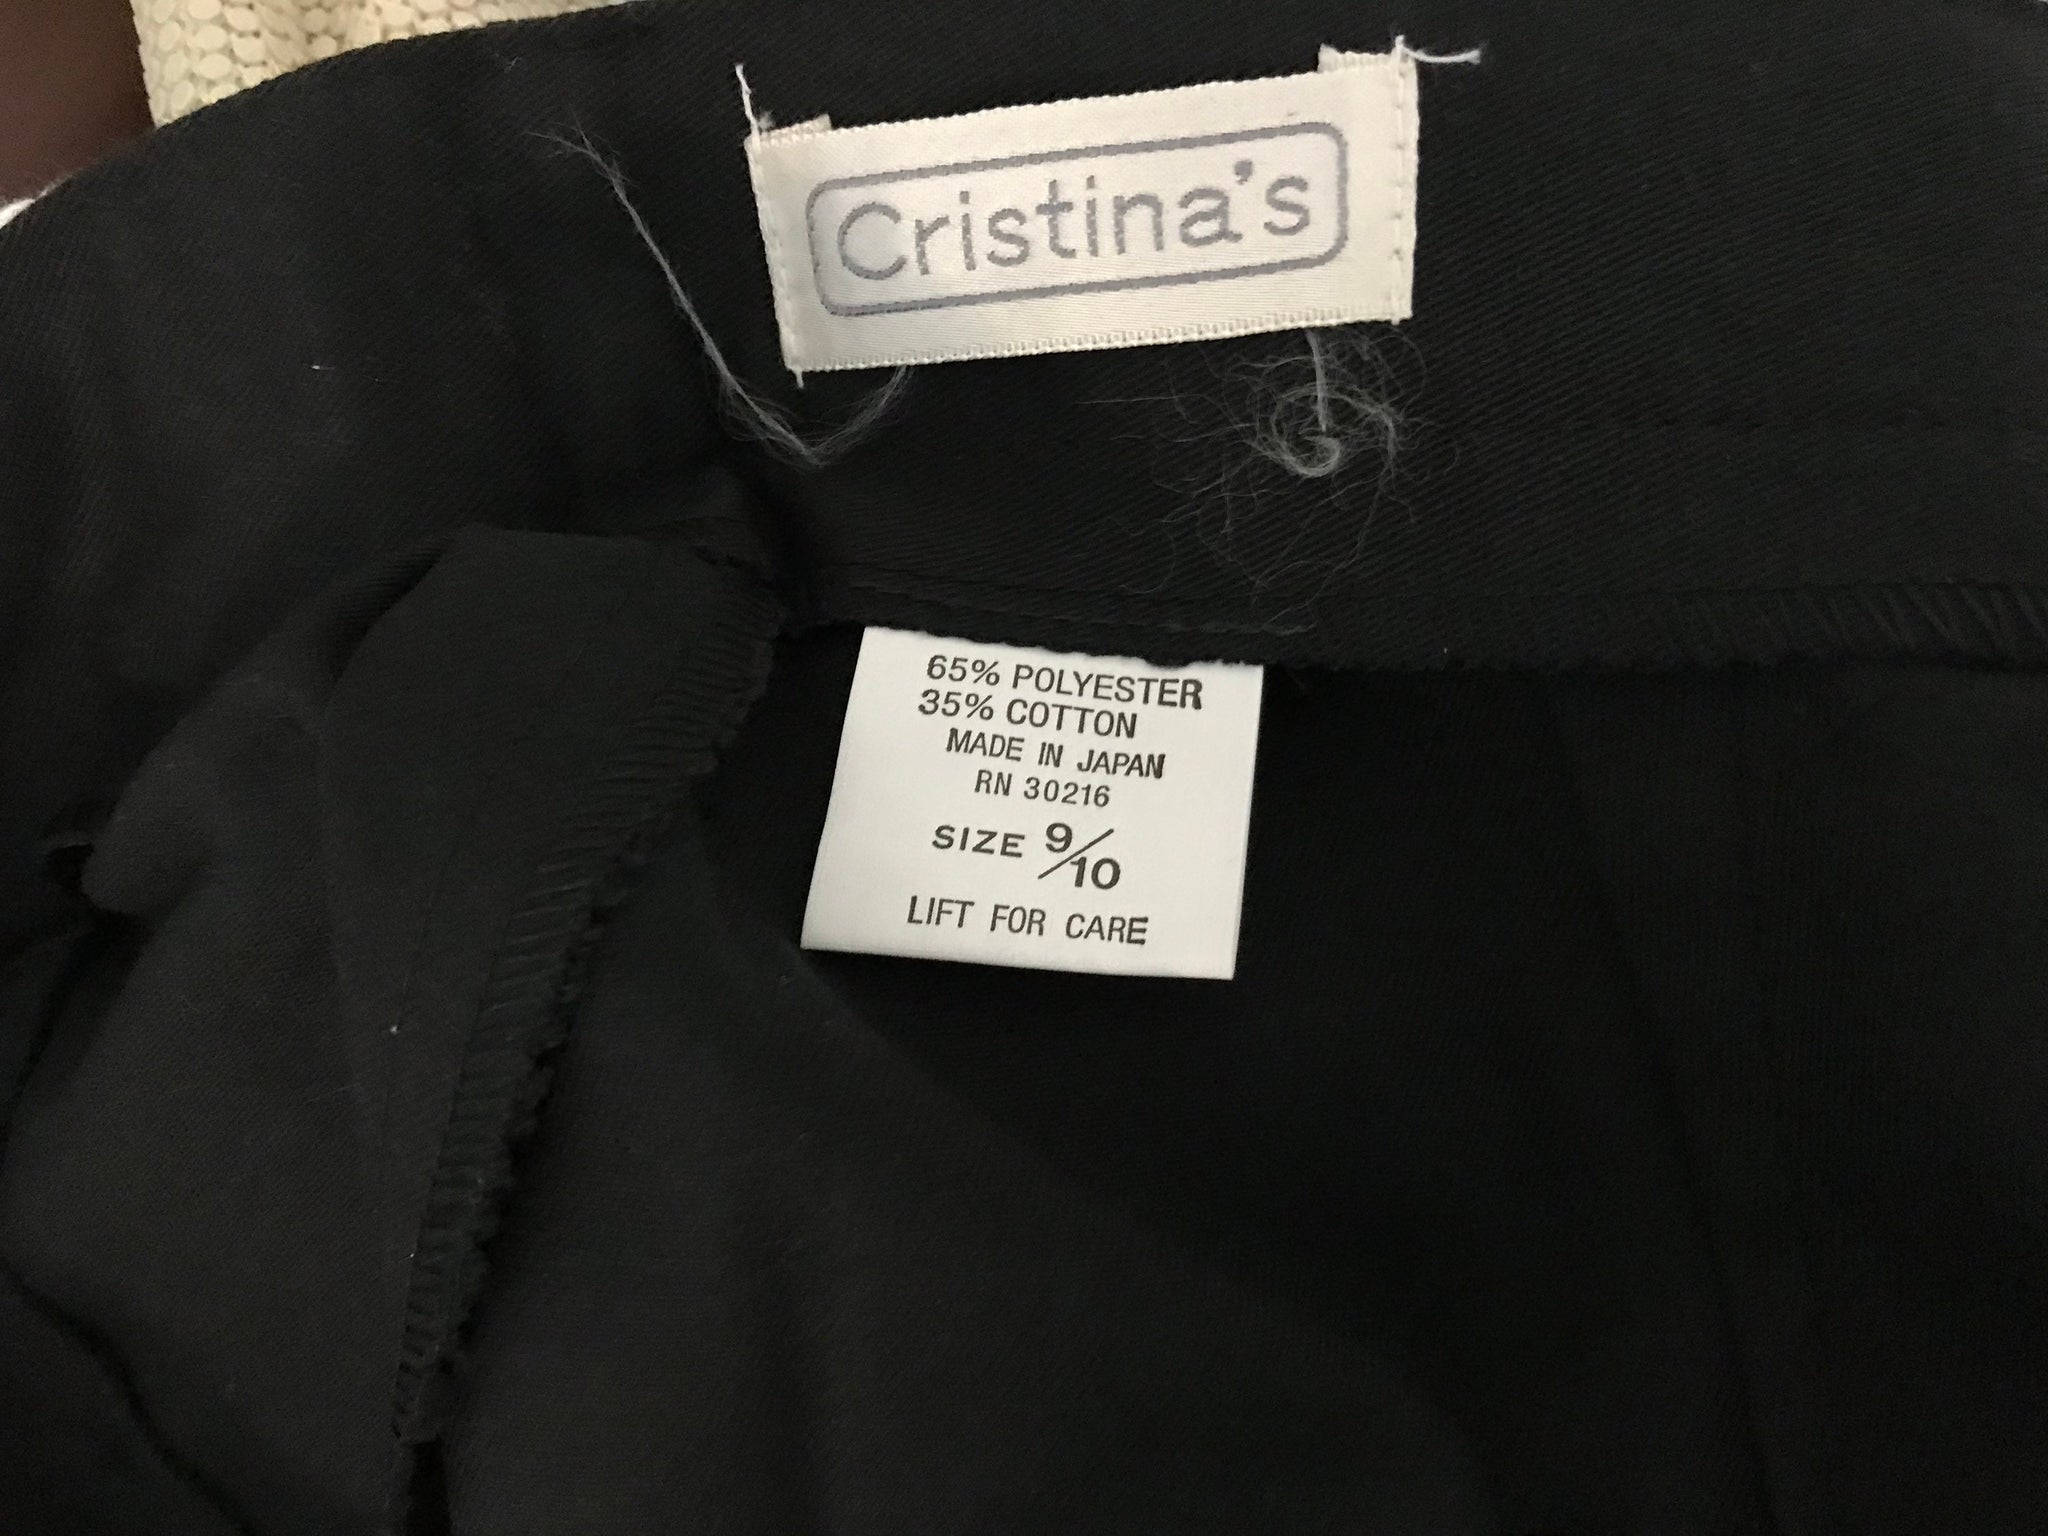 Cristina's
65% POLYESTER
35% COTTON
MADE IN JAPAN
RN 30216
SIZE 9/10
LIFT FOR CARE